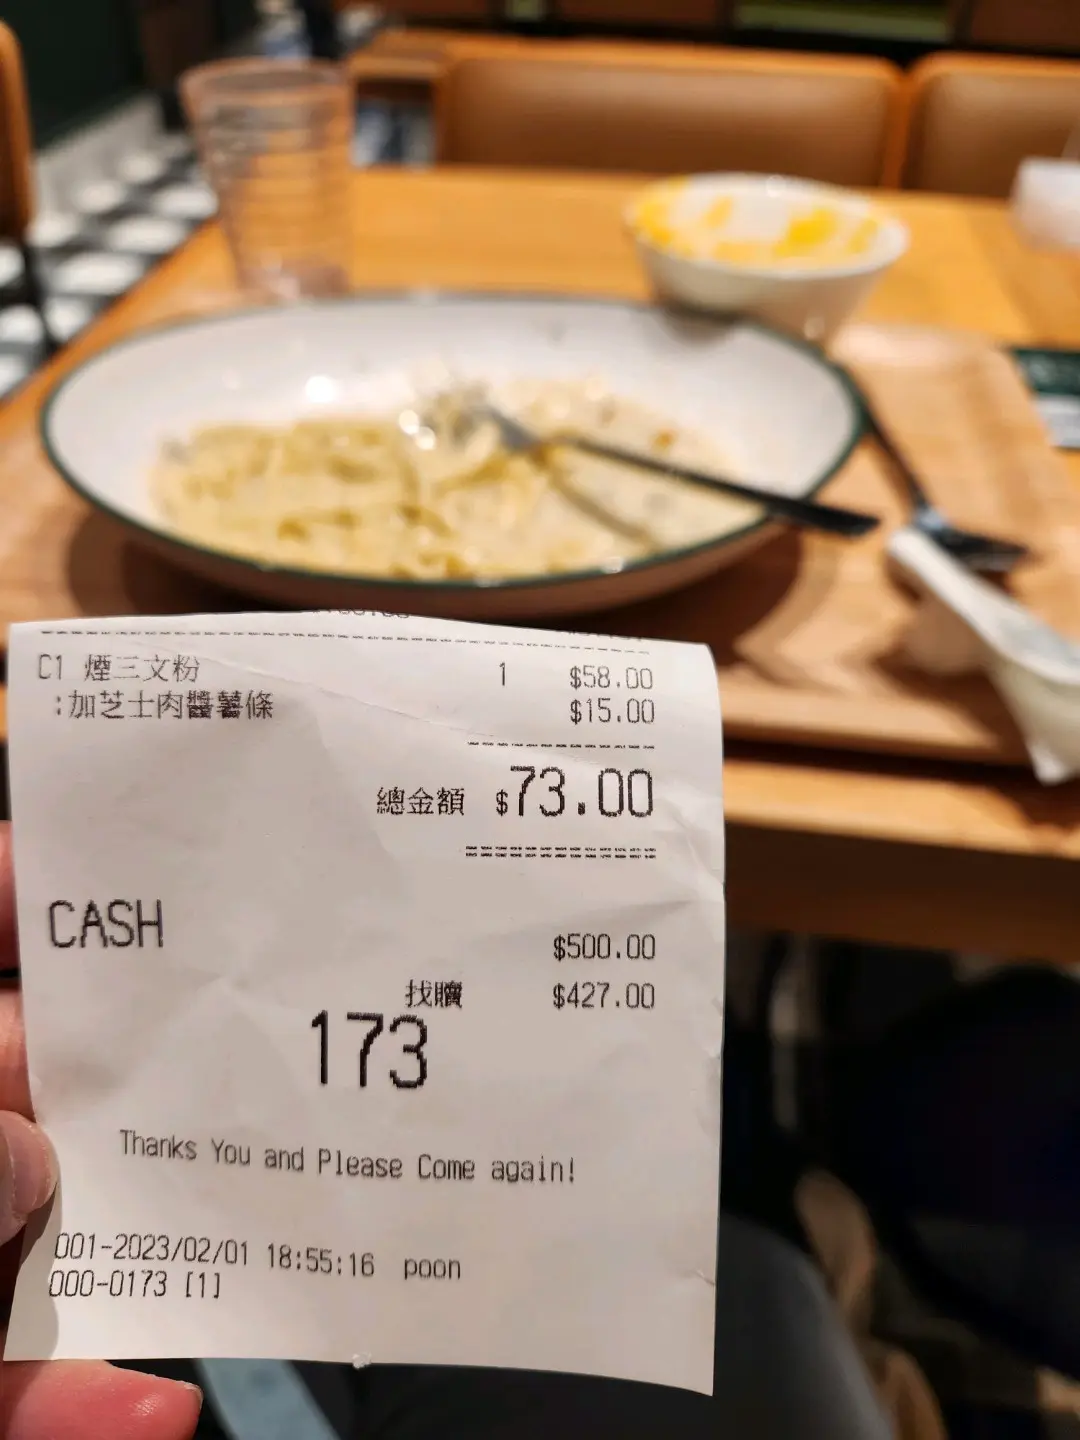 C1 煙三文粉 1 $58.00
:加芝士肉醬薯條 $15.00
總金額 $73.00
CASH $500.00
找贖 $427.00
173
Thanks You and Please Come again!
001-2023/02/01 18:55:16 poon
000-0173 [1]